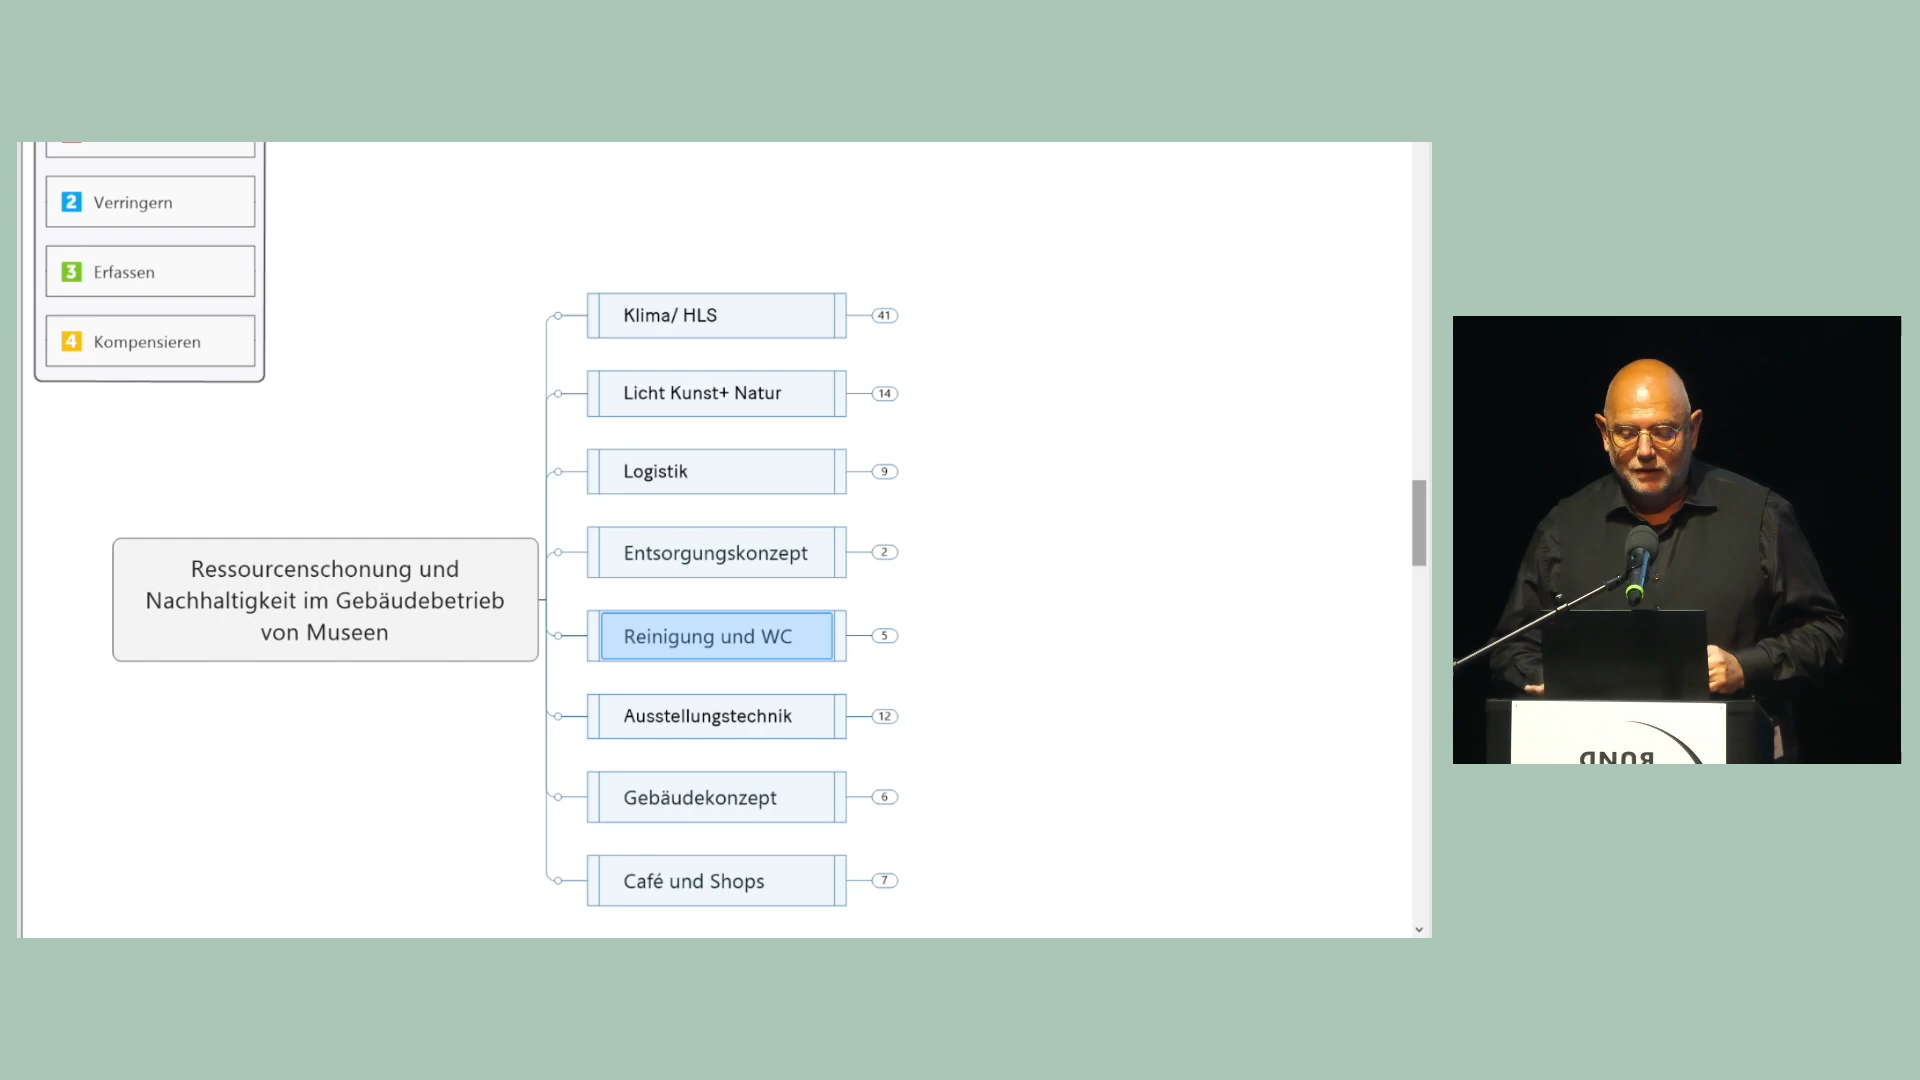 2 Verringern
3 Erfassen
4 Kompensieren
Klima/ HLS 41
Licht Kunst+ Natur 14
Logistik 9
Entsorgungskonzept 2
Ressourcenschonung und
Nachhaltigkeit im Gebäudebetrieb
von Museen
Reinigung und WC 5
Ausstellungstechnik 12
Gebäudekonzept 6
Café und Shops 7
BUND